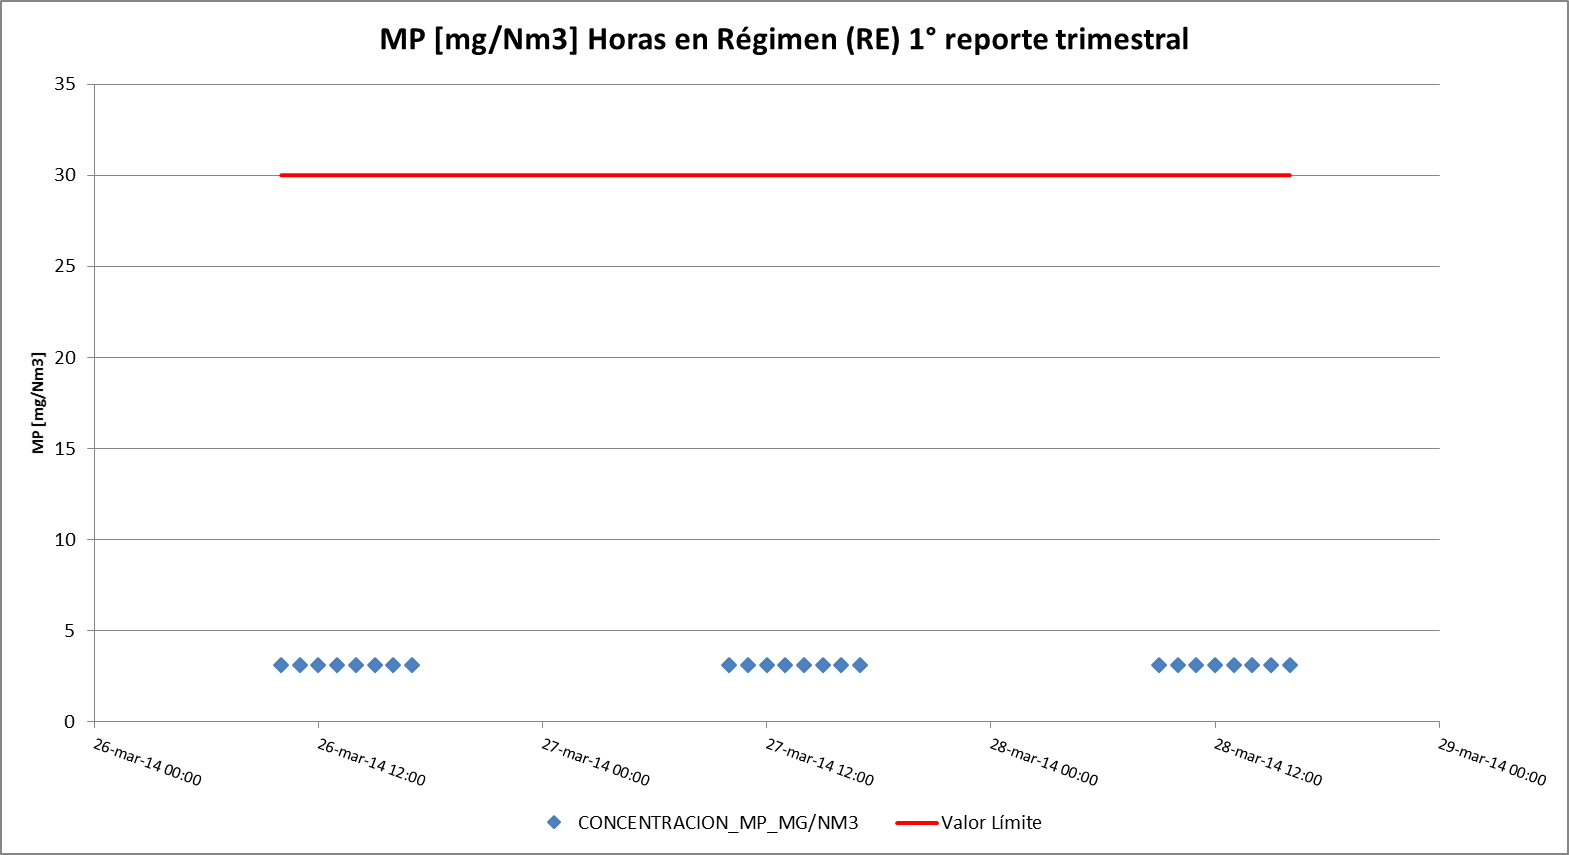 MP [mg/Nm3] Horas en Régimen (RE) 1° reporte trimestral
35
30
25
20
15
10
5
0
MP [mg/Nm3]
26-mar-14 00:00
26-mar-14 12:00
27-mar-14 00:00
27-mar-14 12:00
28-mar-14 00:00
28-mar-14 12:00
29-mar-14 00:00
CONCENTRACION_MP_MG/NM3
Valor Límite